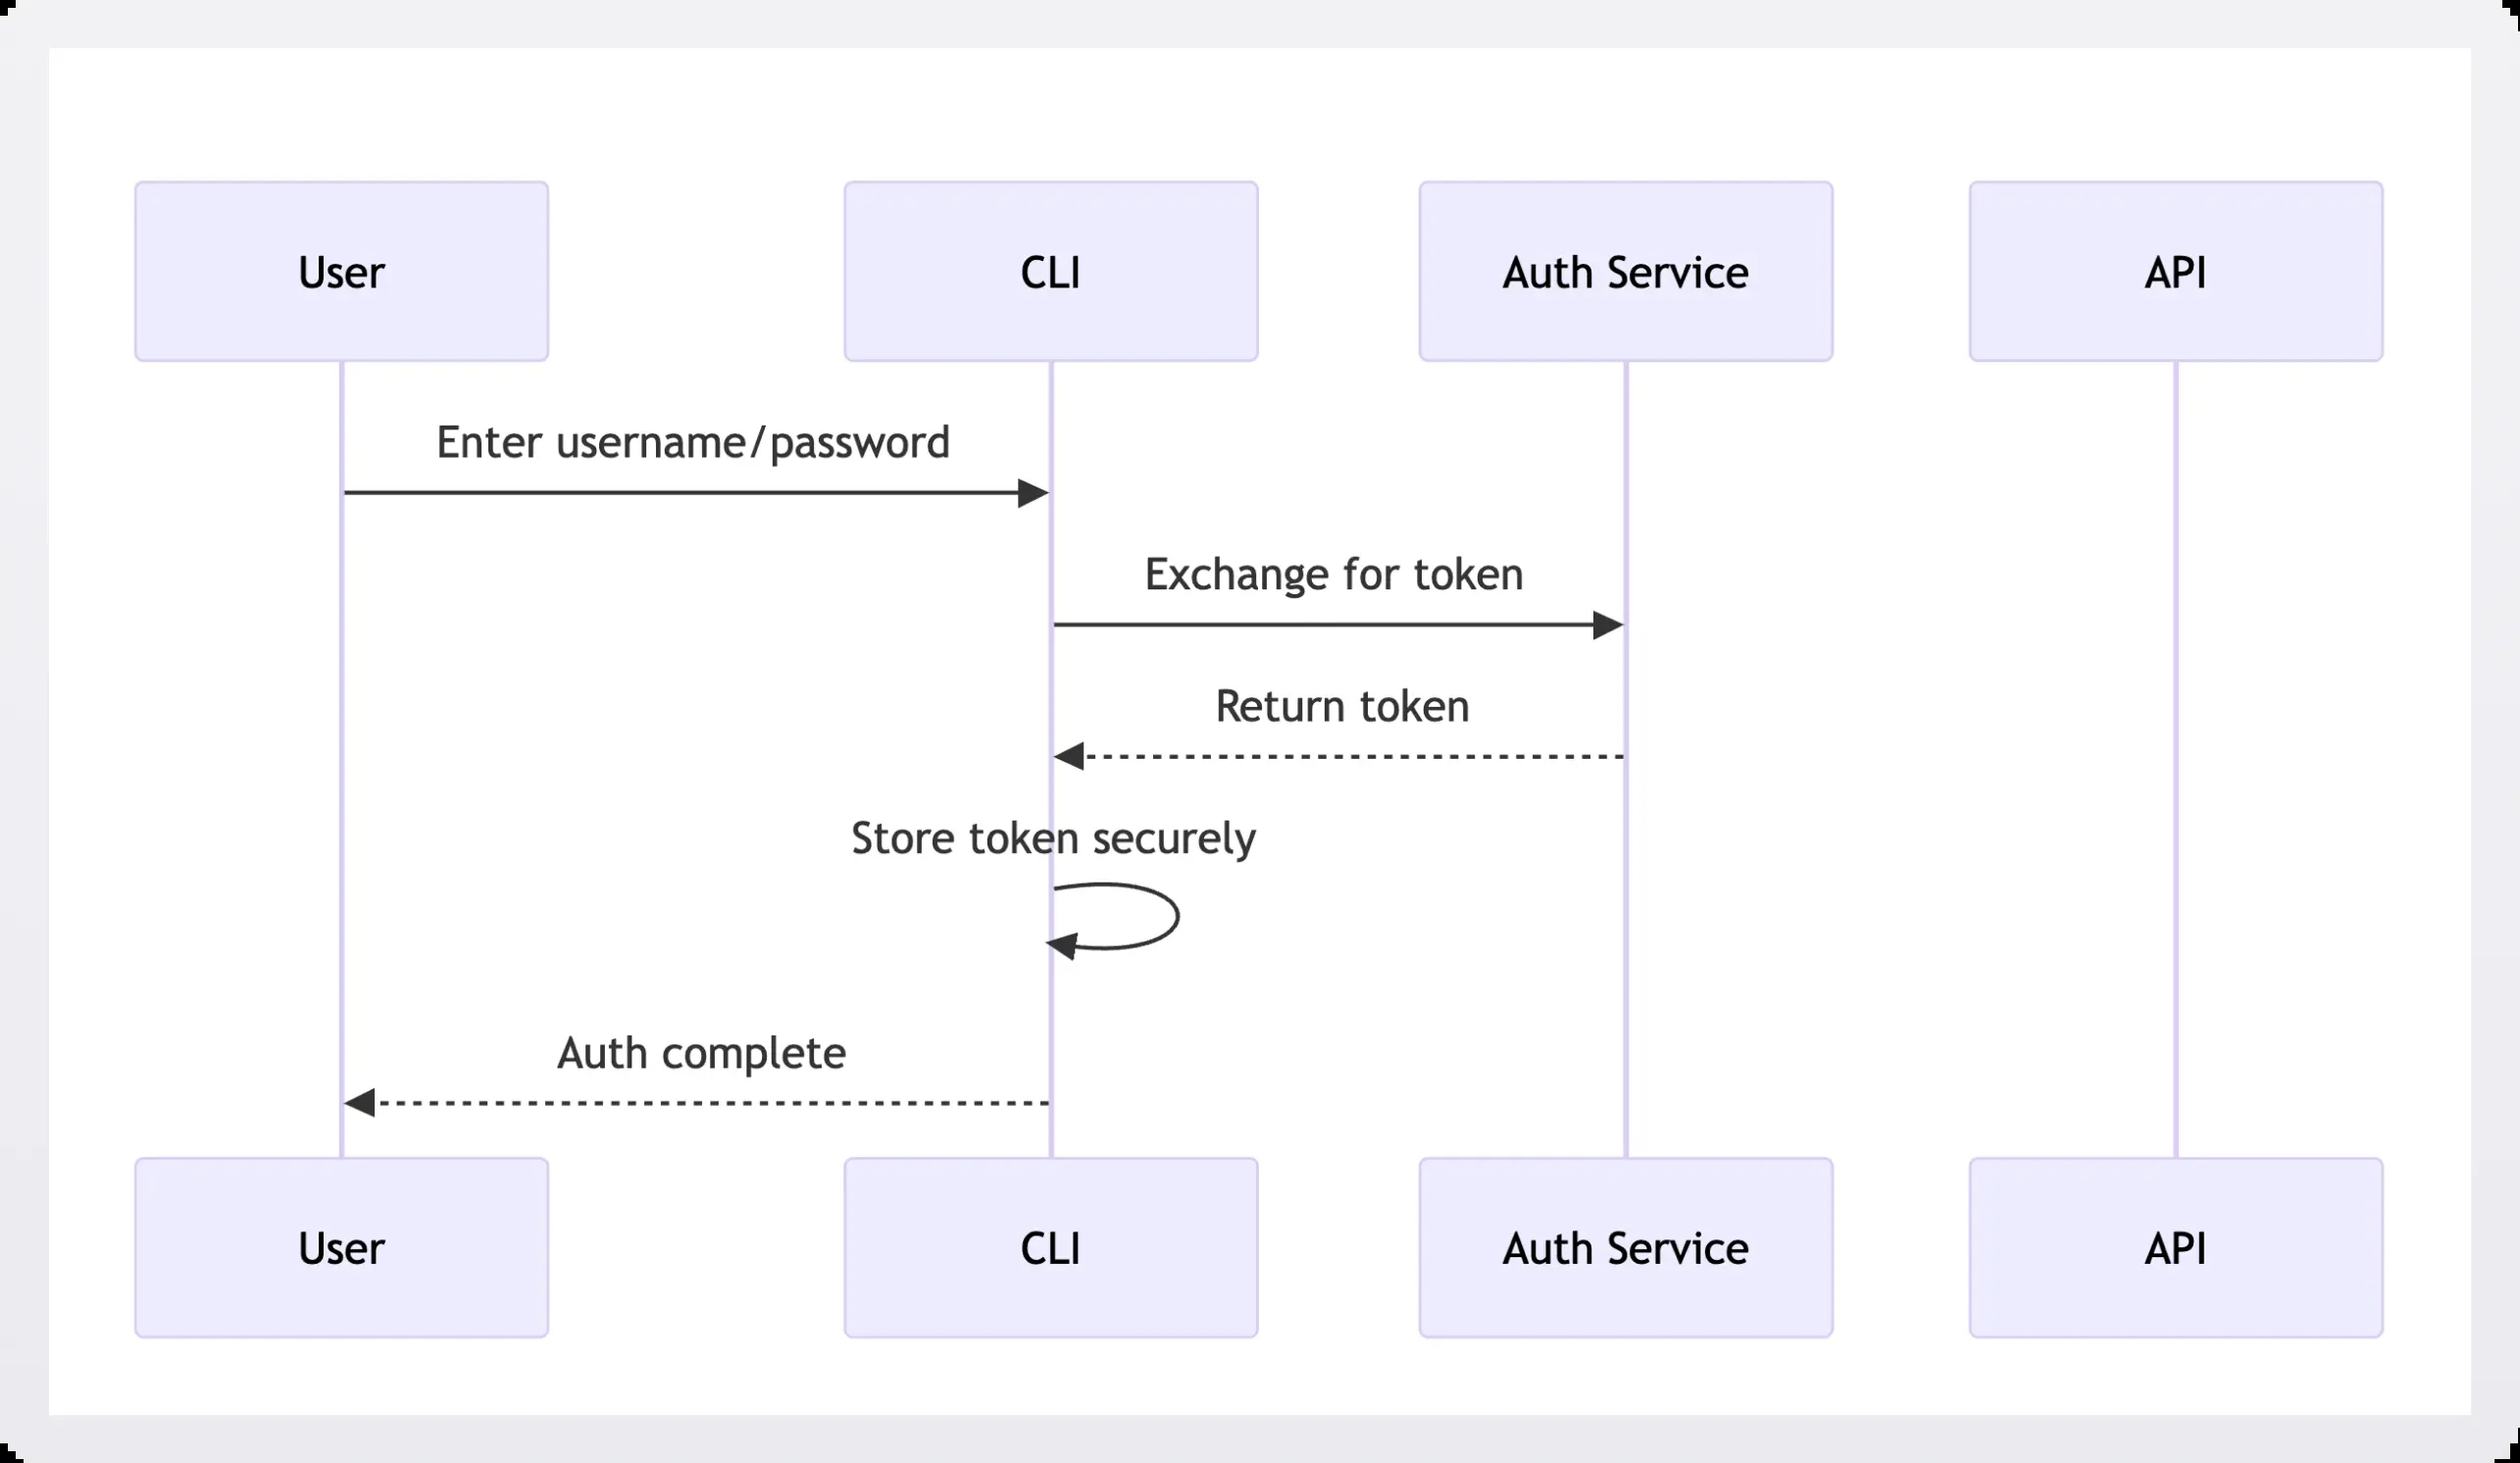 User
CLI
Auth Service
API
Enter username/password
Exchange for token
Return token
Store token securely
Auth complete
User
CLI
Auth Service
API